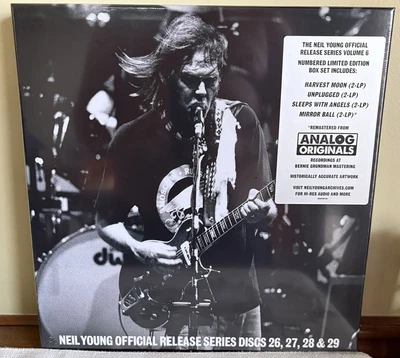 THE NEIL YOUNG OFFICIAL
RELEASE SERIES VOLUME 6
NUMBERED LIMITED EDITION
BOX SET INCLUDES:
HARVEST MOON (2-LP)
UNPLUGGED (2-LP)
SLEEPS WITH ANGELS (2-LP)
MIRROR BALL (2-LP)*
*REMASTERED FROM
ANALOG
ORIGINALS
RECORDINGS AT
BERNIE GRUNDMAN MASTERING
HISTORICALLY ACCURATE ARTWORK
VISIT NEILYOUNGARCHIVES.COM
FOR HI-RES AUDIO AND MORE
dw
NEIL YOUNG OFFICIAL RELEASE SERIES DISCS 26, 27, 28 & 29